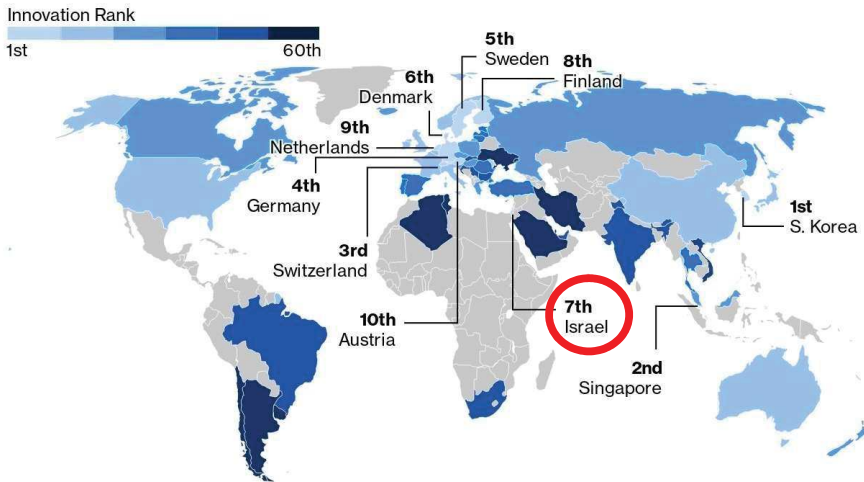 Innovation Rank
1st
60th
5th
Sweden
8th
Finland
6th
Denmark
9th
Netherlands
4th
Germany
1st
S. Korea
3rd
Switzerland
10th
Austria
7th
Israel
2nd
Singapore